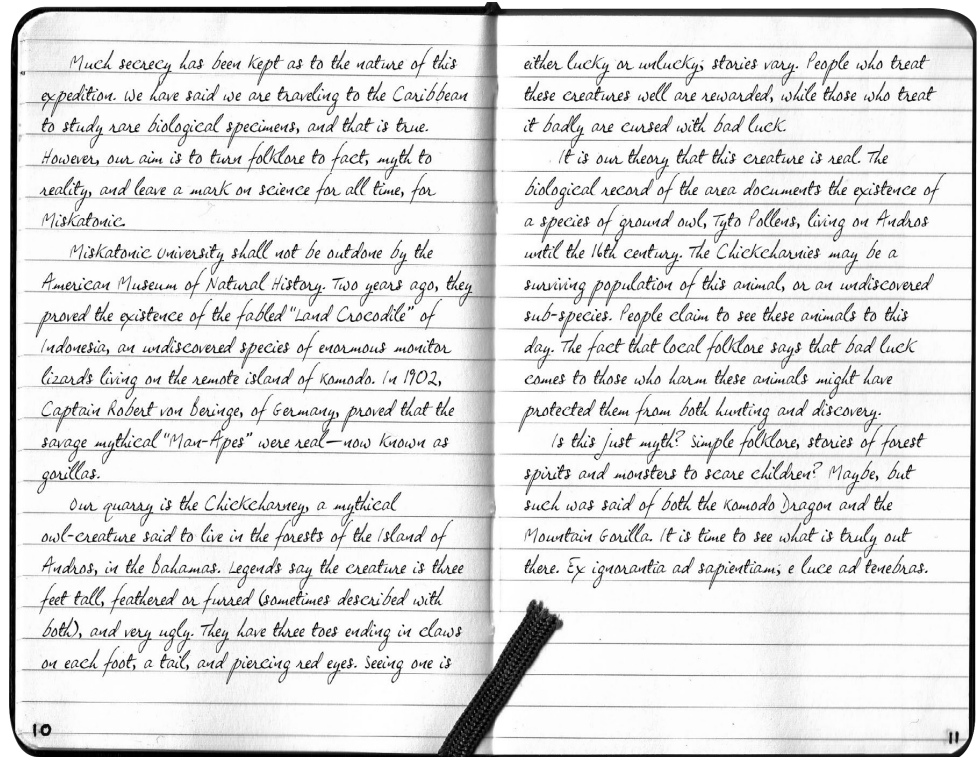 Much secrecy has been kept as to the nature of this
expedition. We have said we are traveling to the Caribbean
to study rare biological specimens, and that is true.
However, our aim is to turn folklore to fact, myth to
reality, and leave a mark on science for all time, for
Miskatonic.
Miskatonic University shall not be outdone by the
American Museum of Natural History. Two years ago, they
proved the existence of the fabled "Land Crocodile" of
Indonesia, an undiscovered species of enormous monitor
lizards living on the remote island of Komodo. In 1902,
Captain Robert von Beringe, of Germany, proved that the
savage mythical "Man-Apes" were real—now known as
gorillas.
Our quarry is the Chickcharney, a mythical
owl-creature said to live in the forests of the Island of
Andros, in the Bahamas. Legends say the creature is three
feet tall, feathered or furred (sometimes described with
both), and very ugly. They have three toes ending in claws
on each foot, a tail, and piercing red eyes. Seeing one is
10
either lucky or unlucky; stories vary. People who treat
these creatures well are rewarded, while those who treat
it badly are cursed with bad luck.
It is our theory that this creature is real. The
biological record of the area documents the existence of
a species of ground owl, Tyto Pollens, living on Andros
until the 16th century. The Chickcharnies may be a
surviving population of this animal, or an undiscovered
sub-species. People claim to see these animals to this
day. The fact that local folklore says that bad luck
comes to those who harm these animals might have
protected them from both hunting and discovery.
Is this just myth? Simple folklore, stories of forest
spirits and monsters to scare children? Maybe, but
such was said of both the Komodo Dragon and the
Mountain Gorilla. It is time to see what is truly out
there. Ex ignorantia ad sapientiam; e luce ad tenebras.
11